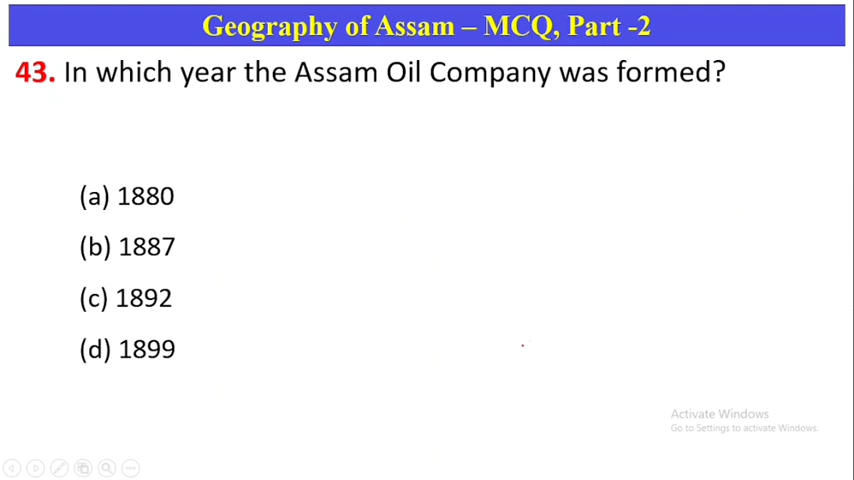 Geography of Assam – MCQ, Part -2
43. In which year the Assam Oil Company was formed?
(a) 1880
(b) 1887
(c) 1892
(d) 1899
Activate Windows
Go to Settings to activate Windows.